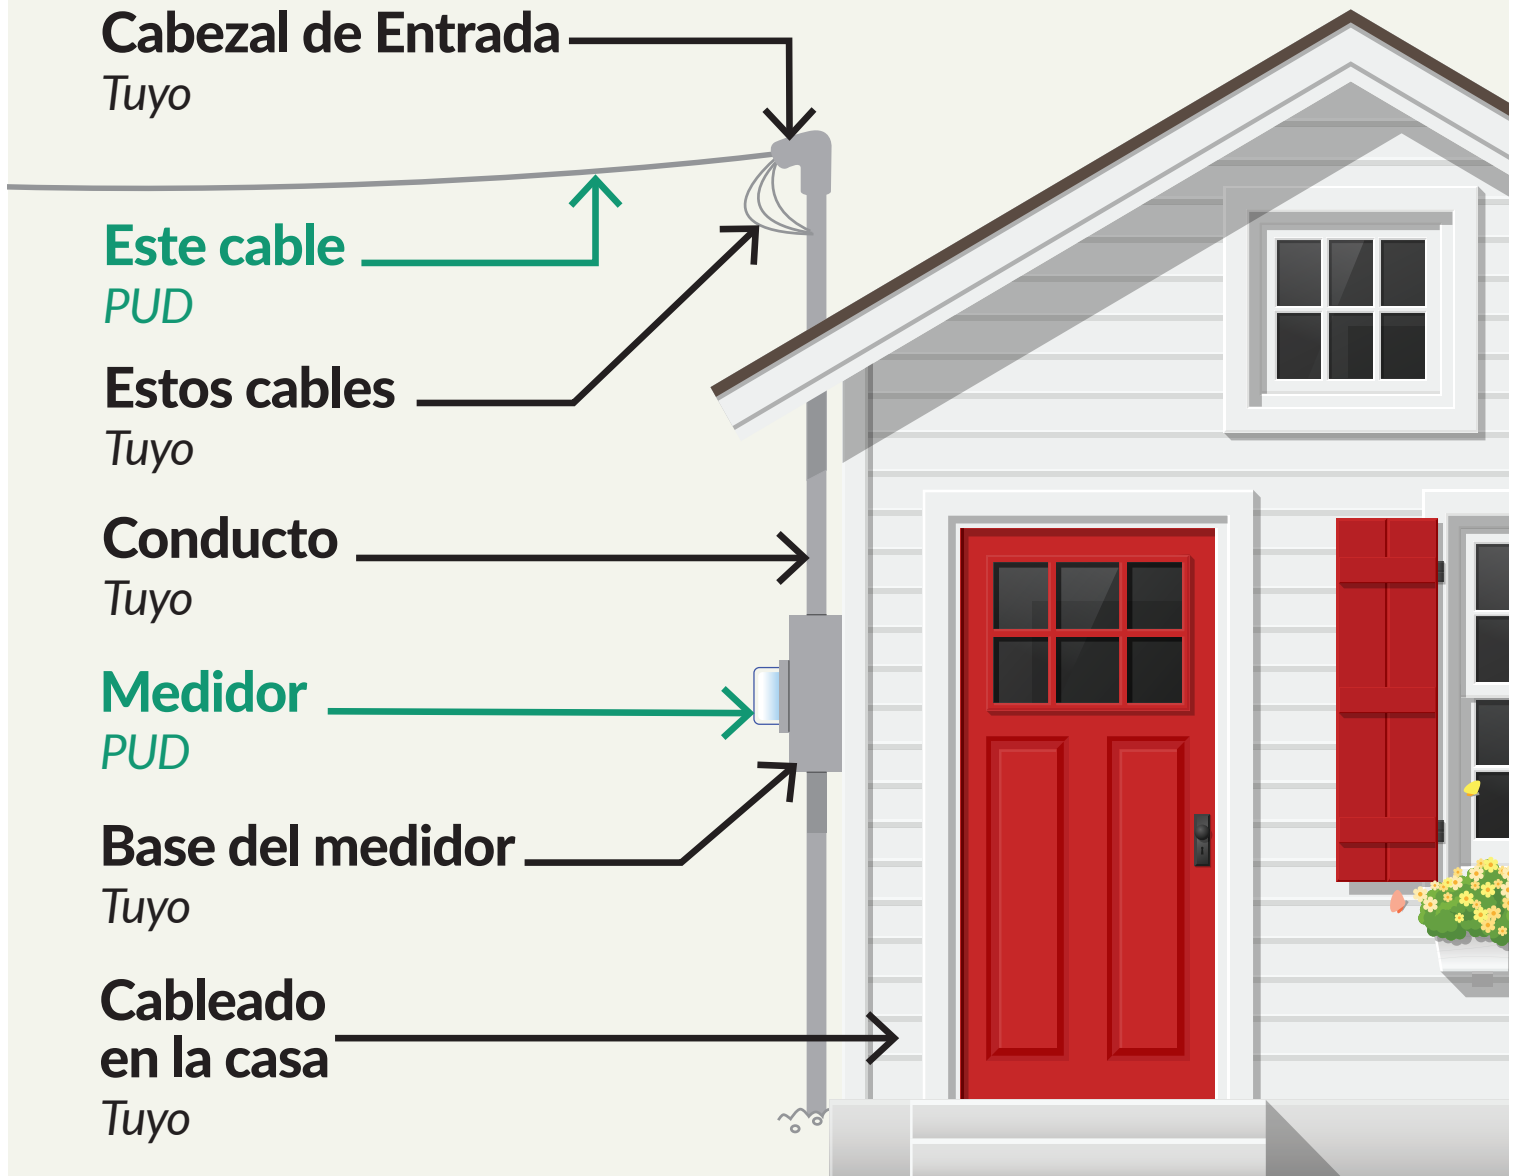 Cabezal de Entrada
Tuyo
Este cable
PUD
Estos cables
Tuyo
Conducto
Tuyo
Medidor
PUD
Base del medidor
Tuyo
Cableado
en la casa
Tuyo